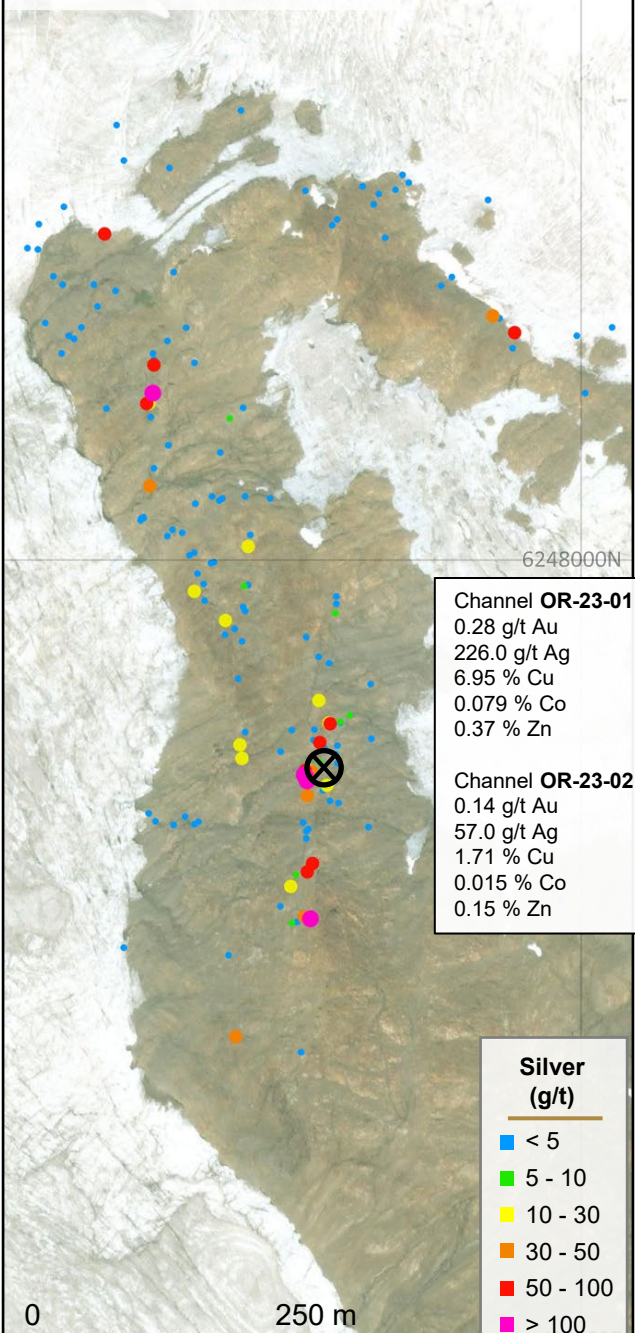 6248000N
Channel OR-23-01
0.28 g/t Au
226.0 g/t Ag
6.95 % Cu
0.079 % Co
0.37 % Zn
Channel OR-23-02
0.14 g/t Au
57.0 g/t Ag
1.71 % Cu
0.015 % Co
0.15 % Zn
Silver
(g/t)
< 5
5 - 10
10 - 30
30 - 50
50 - 100
> 100
0 250 m